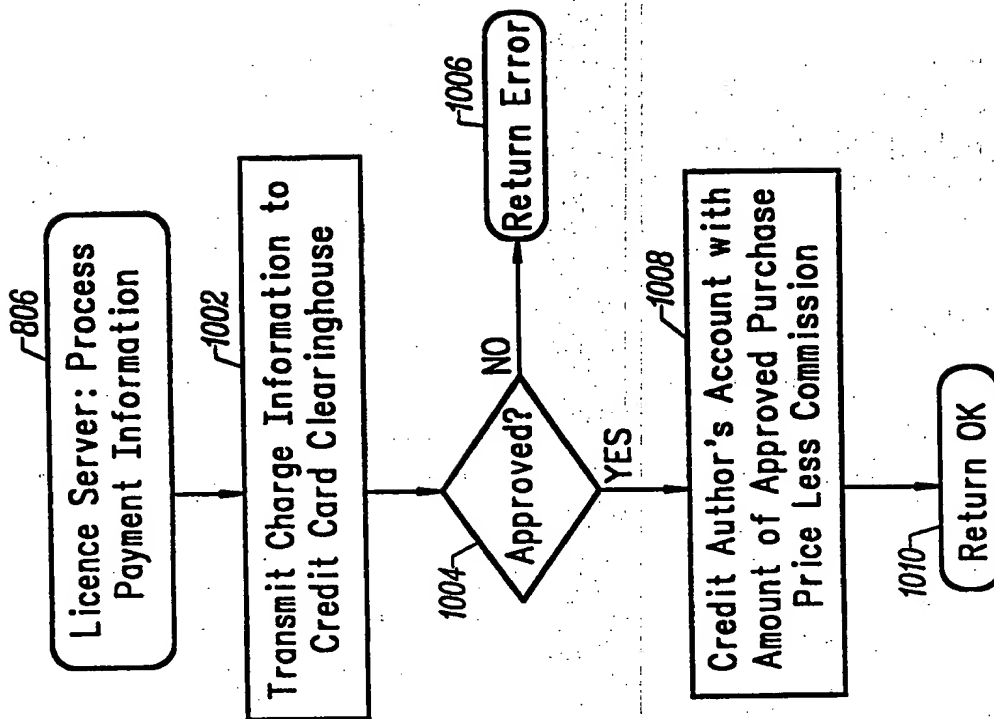 806
Licence Server: Process
Payment Information
1002
Transmit Charge Information to
Credit Card Clearinghouse
1004
Approved?
NO
1006
Return Error
YES
1008
Credit Author's Account with
Amount of Approved Purchase
Price Less Commission
1010
Return OK